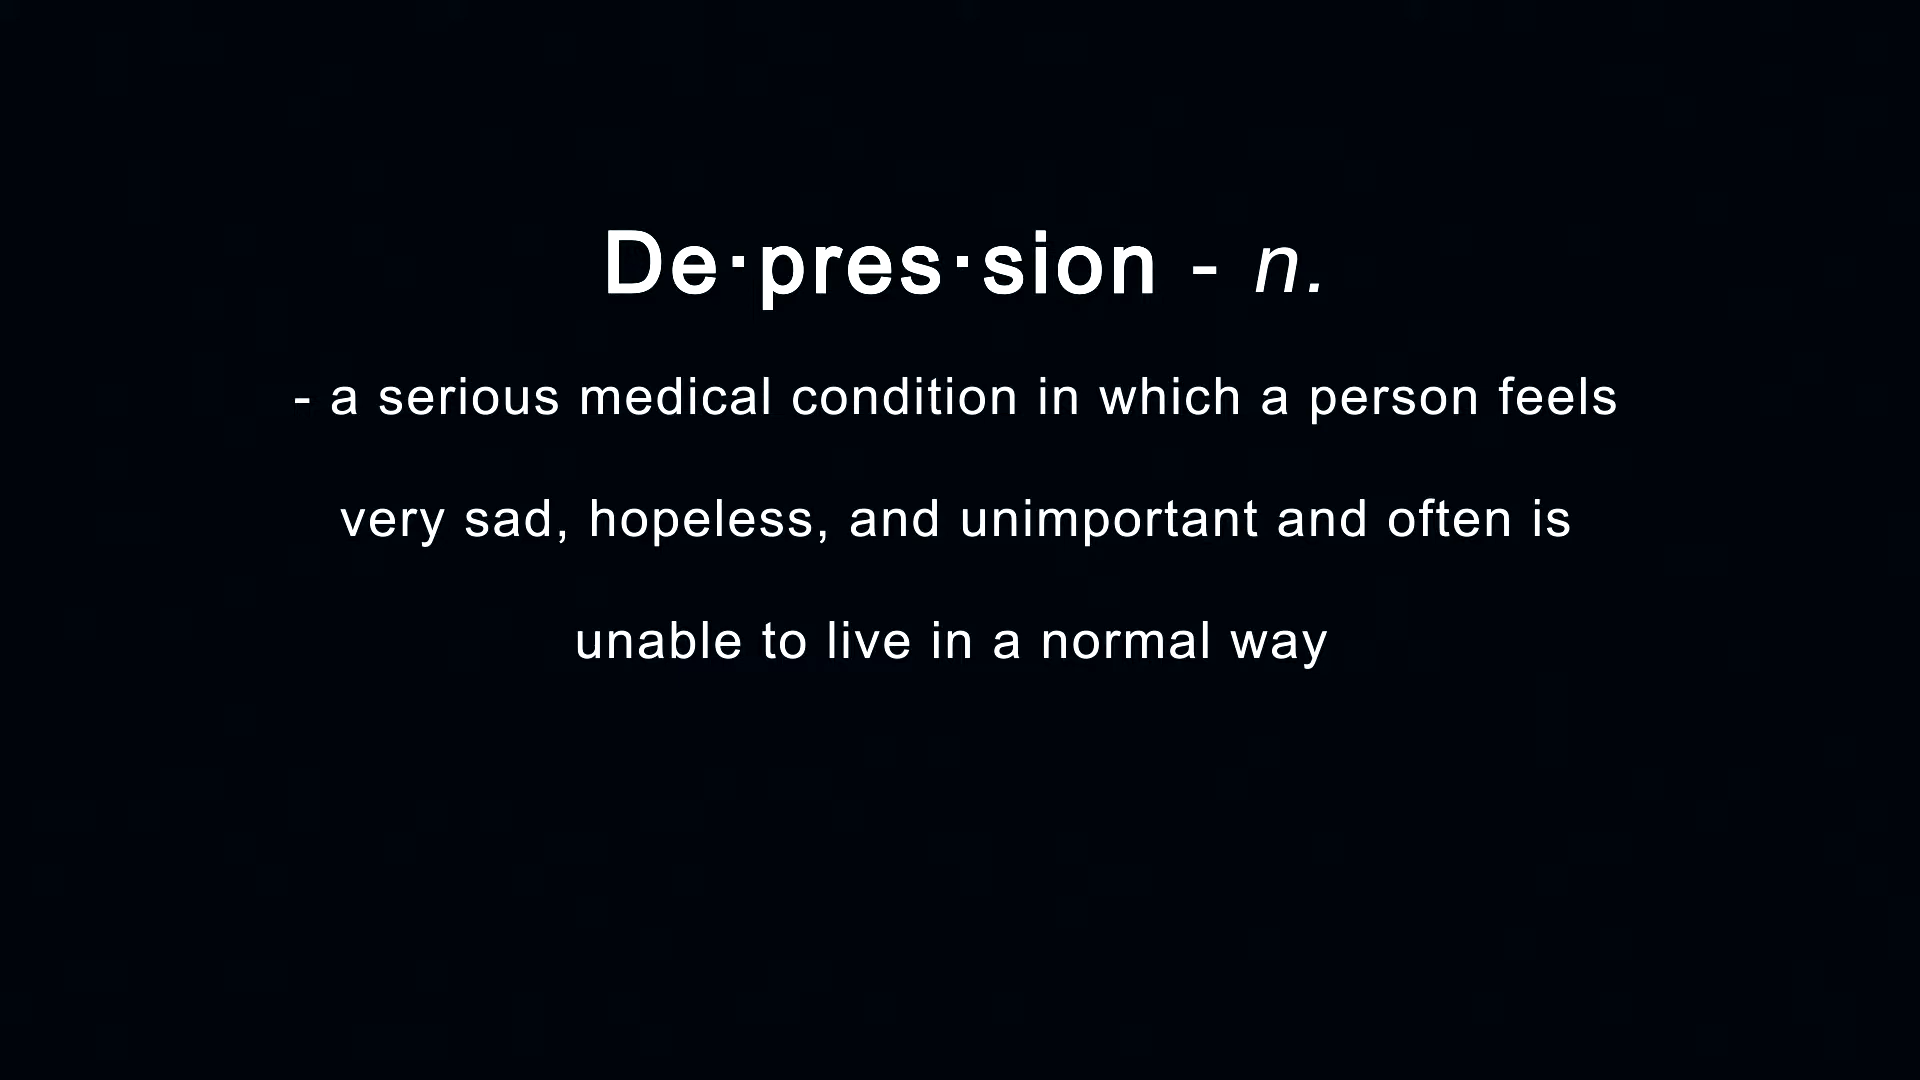 De·pres·sion - n.
- a serious medical condition in which a person feels
very sad, hopeless, and unimportant and often is
unable to live in a normal way